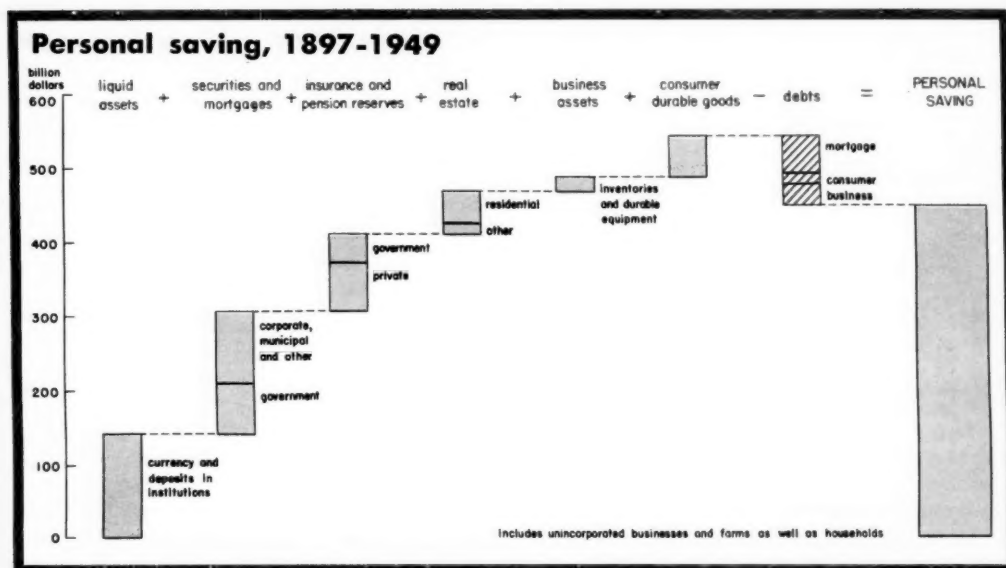 Personal saving, 1897-1949
billion
dollars
liquid
assets
+
securities and
mortgages
+
insurance and
pension reserves
+
real
estate
+
business
assets
+
consumer
durable goods
−
debts
=
PERSONAL
SAVING
600
500
400
300
200
100
0
currency and
deposits in
institutions
corporate,
municipal
and other
government
government
private
residential
other
inventories
and durable
equipment
mortgage
consumer
business
Includes unincorporated businesses and farms as well as households